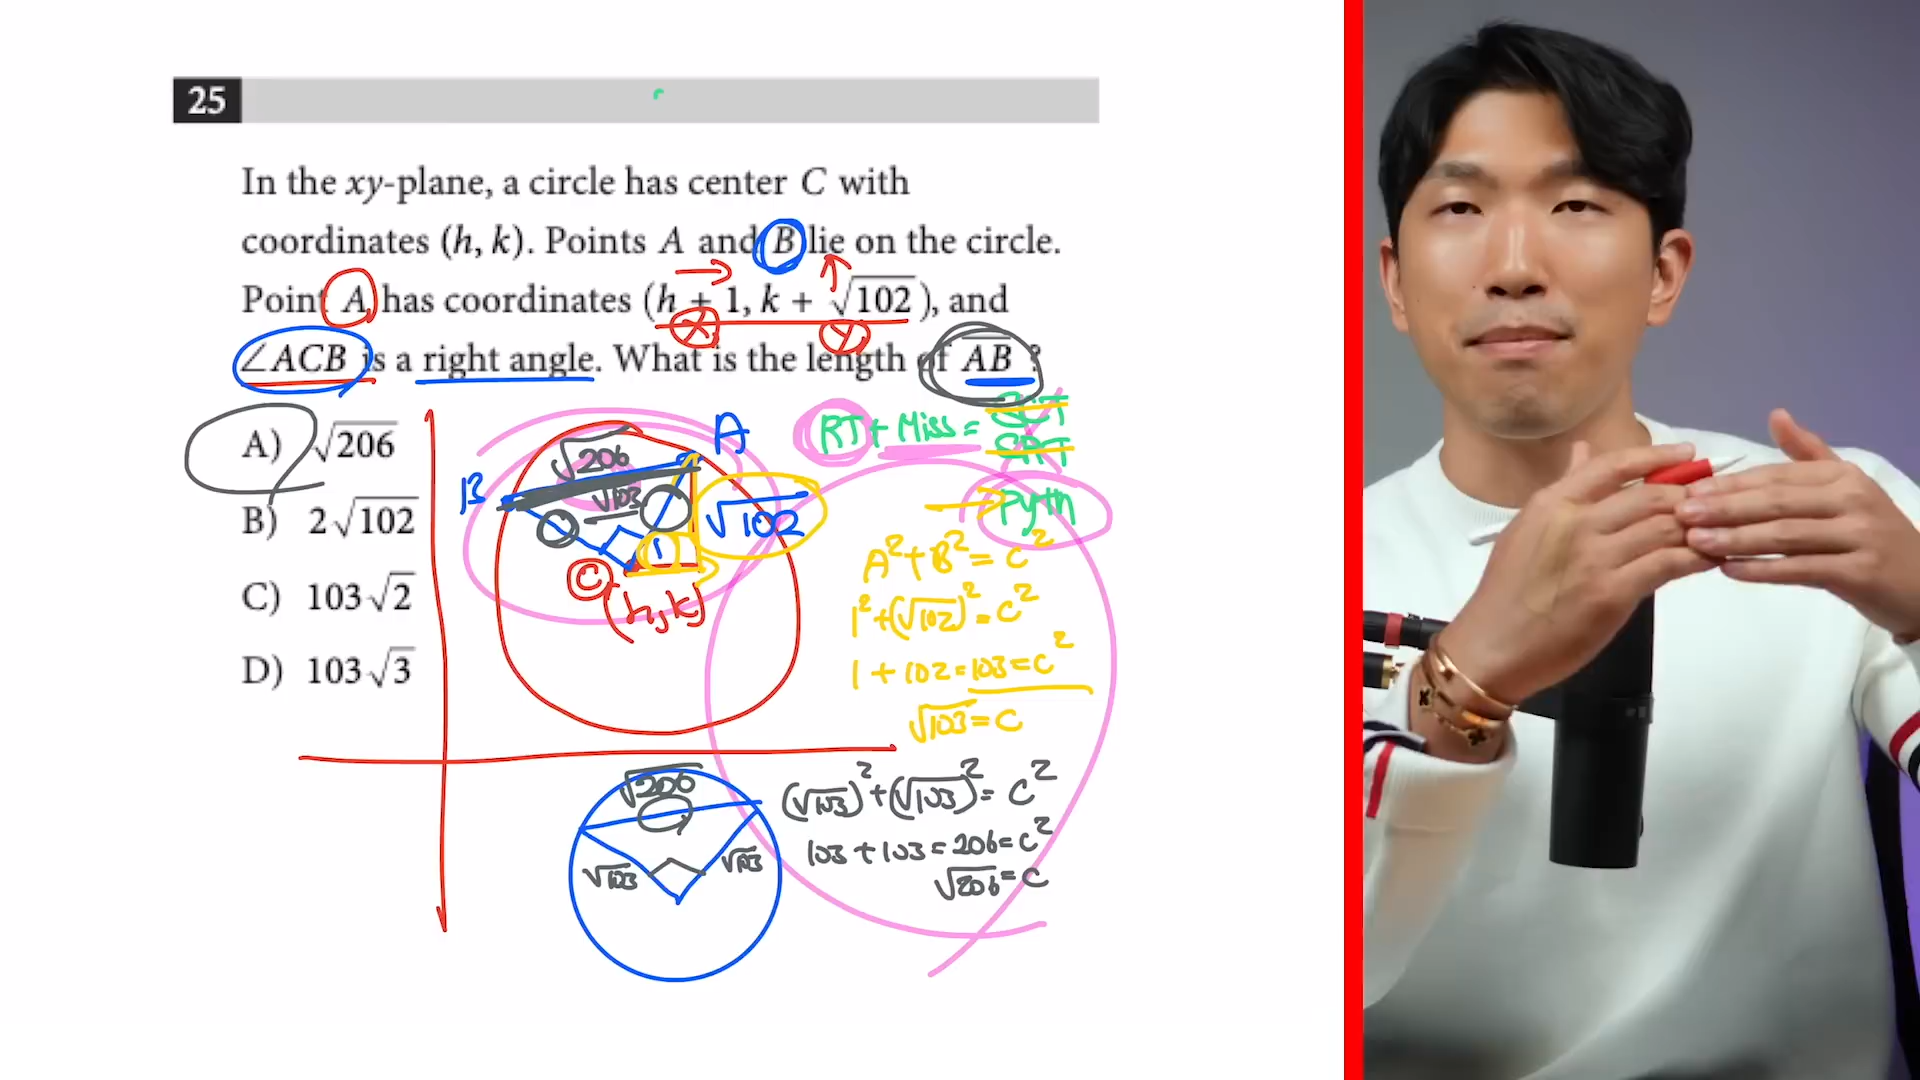 25
In the xy-plane, a circle has center C with
coordinates (h, k). Points A and B lie on the circle.
Point A has coordinates (h + 1, k + √102), and
∠ACB is a right angle. What is the length of AB ?
X
Y
A) √206
B) 2√102
C) 103√2
D) 103√3
RT + Miss =
SRT
→ Pyth
A
B
√206
√103
√102
1
C
(h, k)
A² + B² = C²
1² + (√102)² = C²
1 + 102 = 103 = C²
√103 = C
√206
√103
√103
(√103)² + (√103)² = C²
103 + 103 = 206 = C²
√206 = C